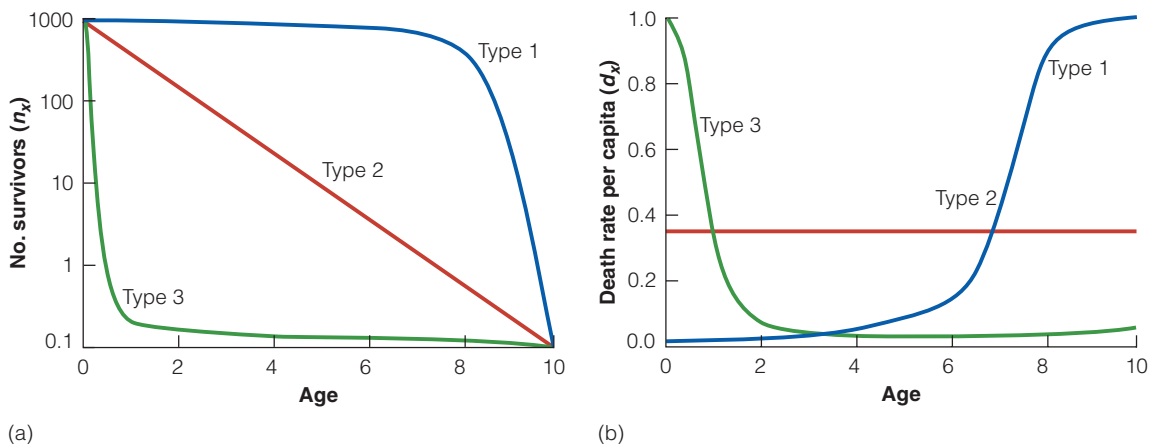 1000
100
10
1
0.1
No. survivors (nx)
Type 1
Type 2
Type 3
0 2 4 6 8 10
Age
(a)
1.0
0.8
0.6
0.4
0.2
0.0
Death rate per capita (dx)
Type 1
Type 3
Type 2
0 2 4 6 8 10
Age
(b)